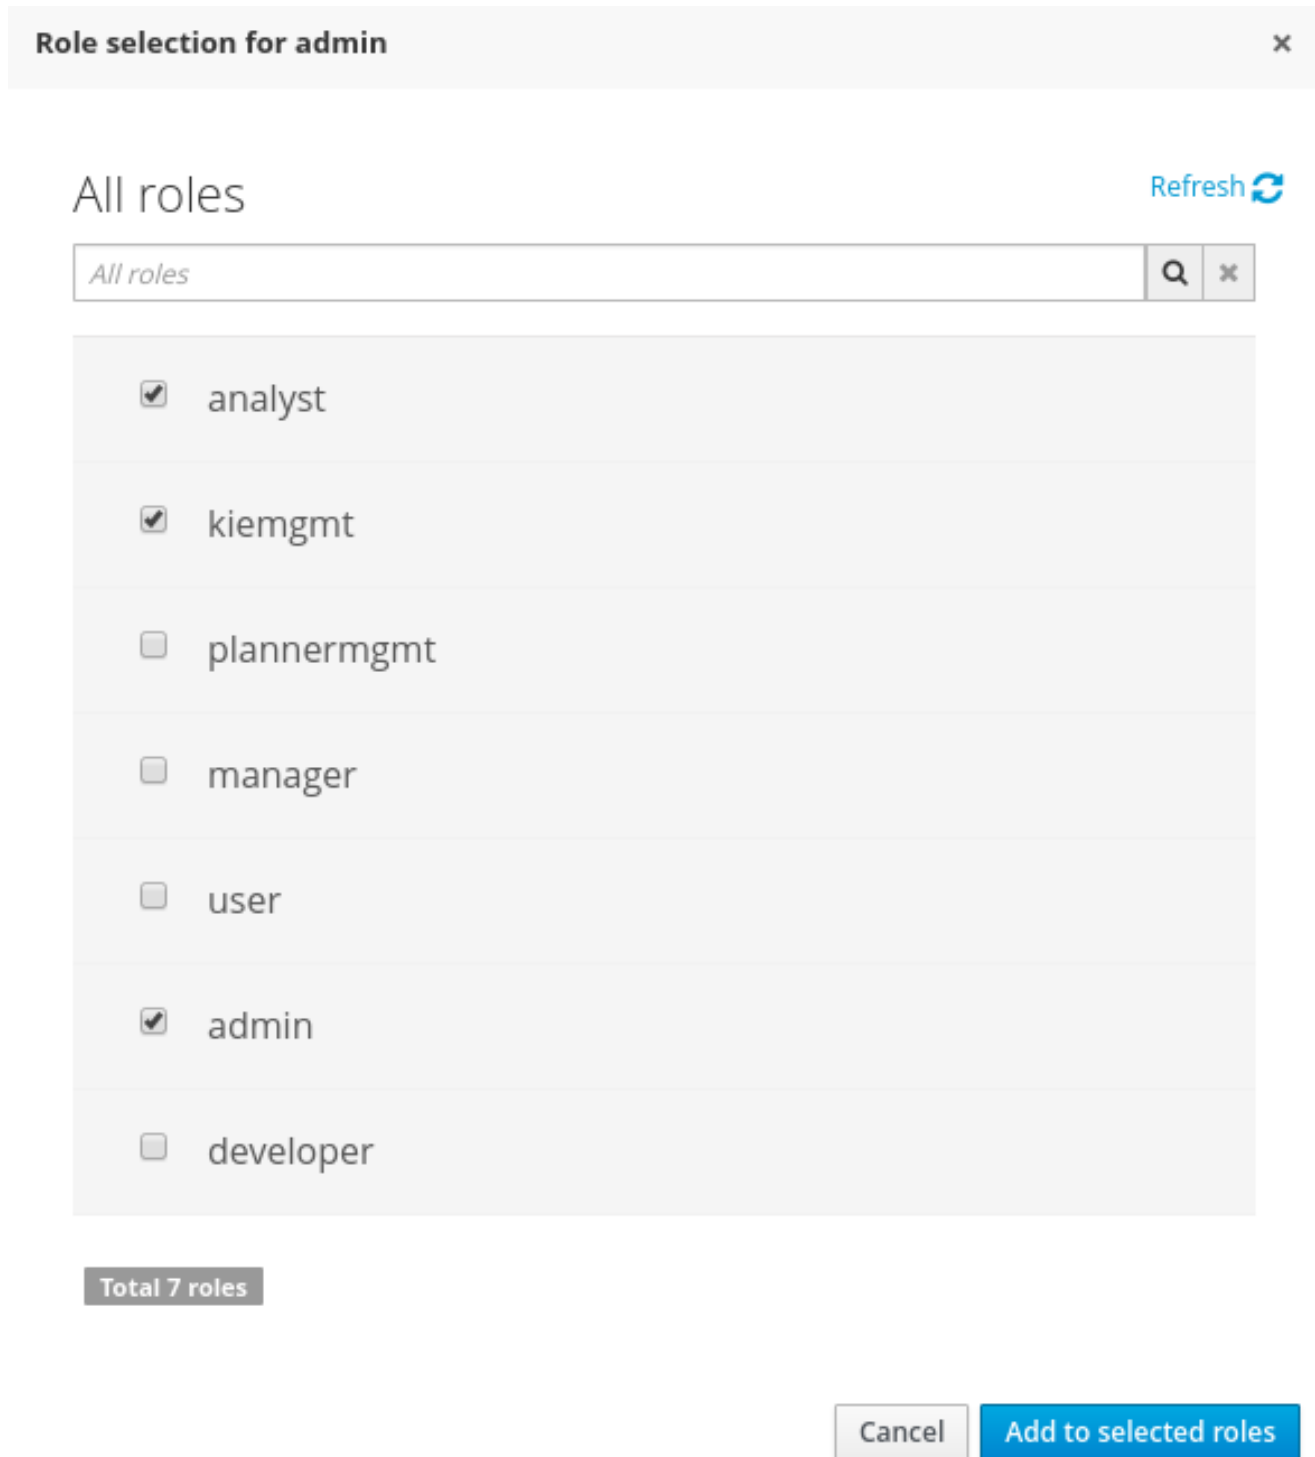 Role selection for admin
All roles
Refresh
All roles
analyst
kiemgmt
plannermgmt
manager
user
admin
developer
Total 7 roles
Cancel
Add to selected roles